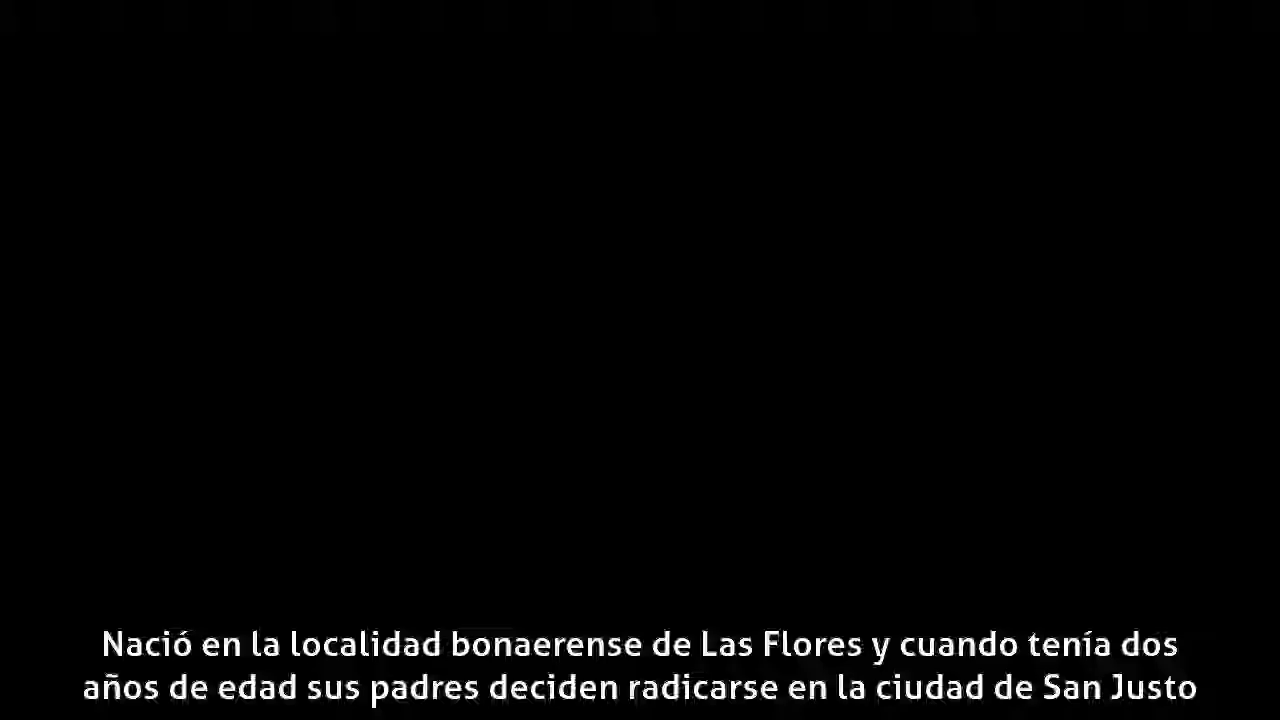 Nació en la localidad bonaerense de Las Flores y cuando tenía dos
años de edad sus padres deciden radicarse en la ciudad de San Justo